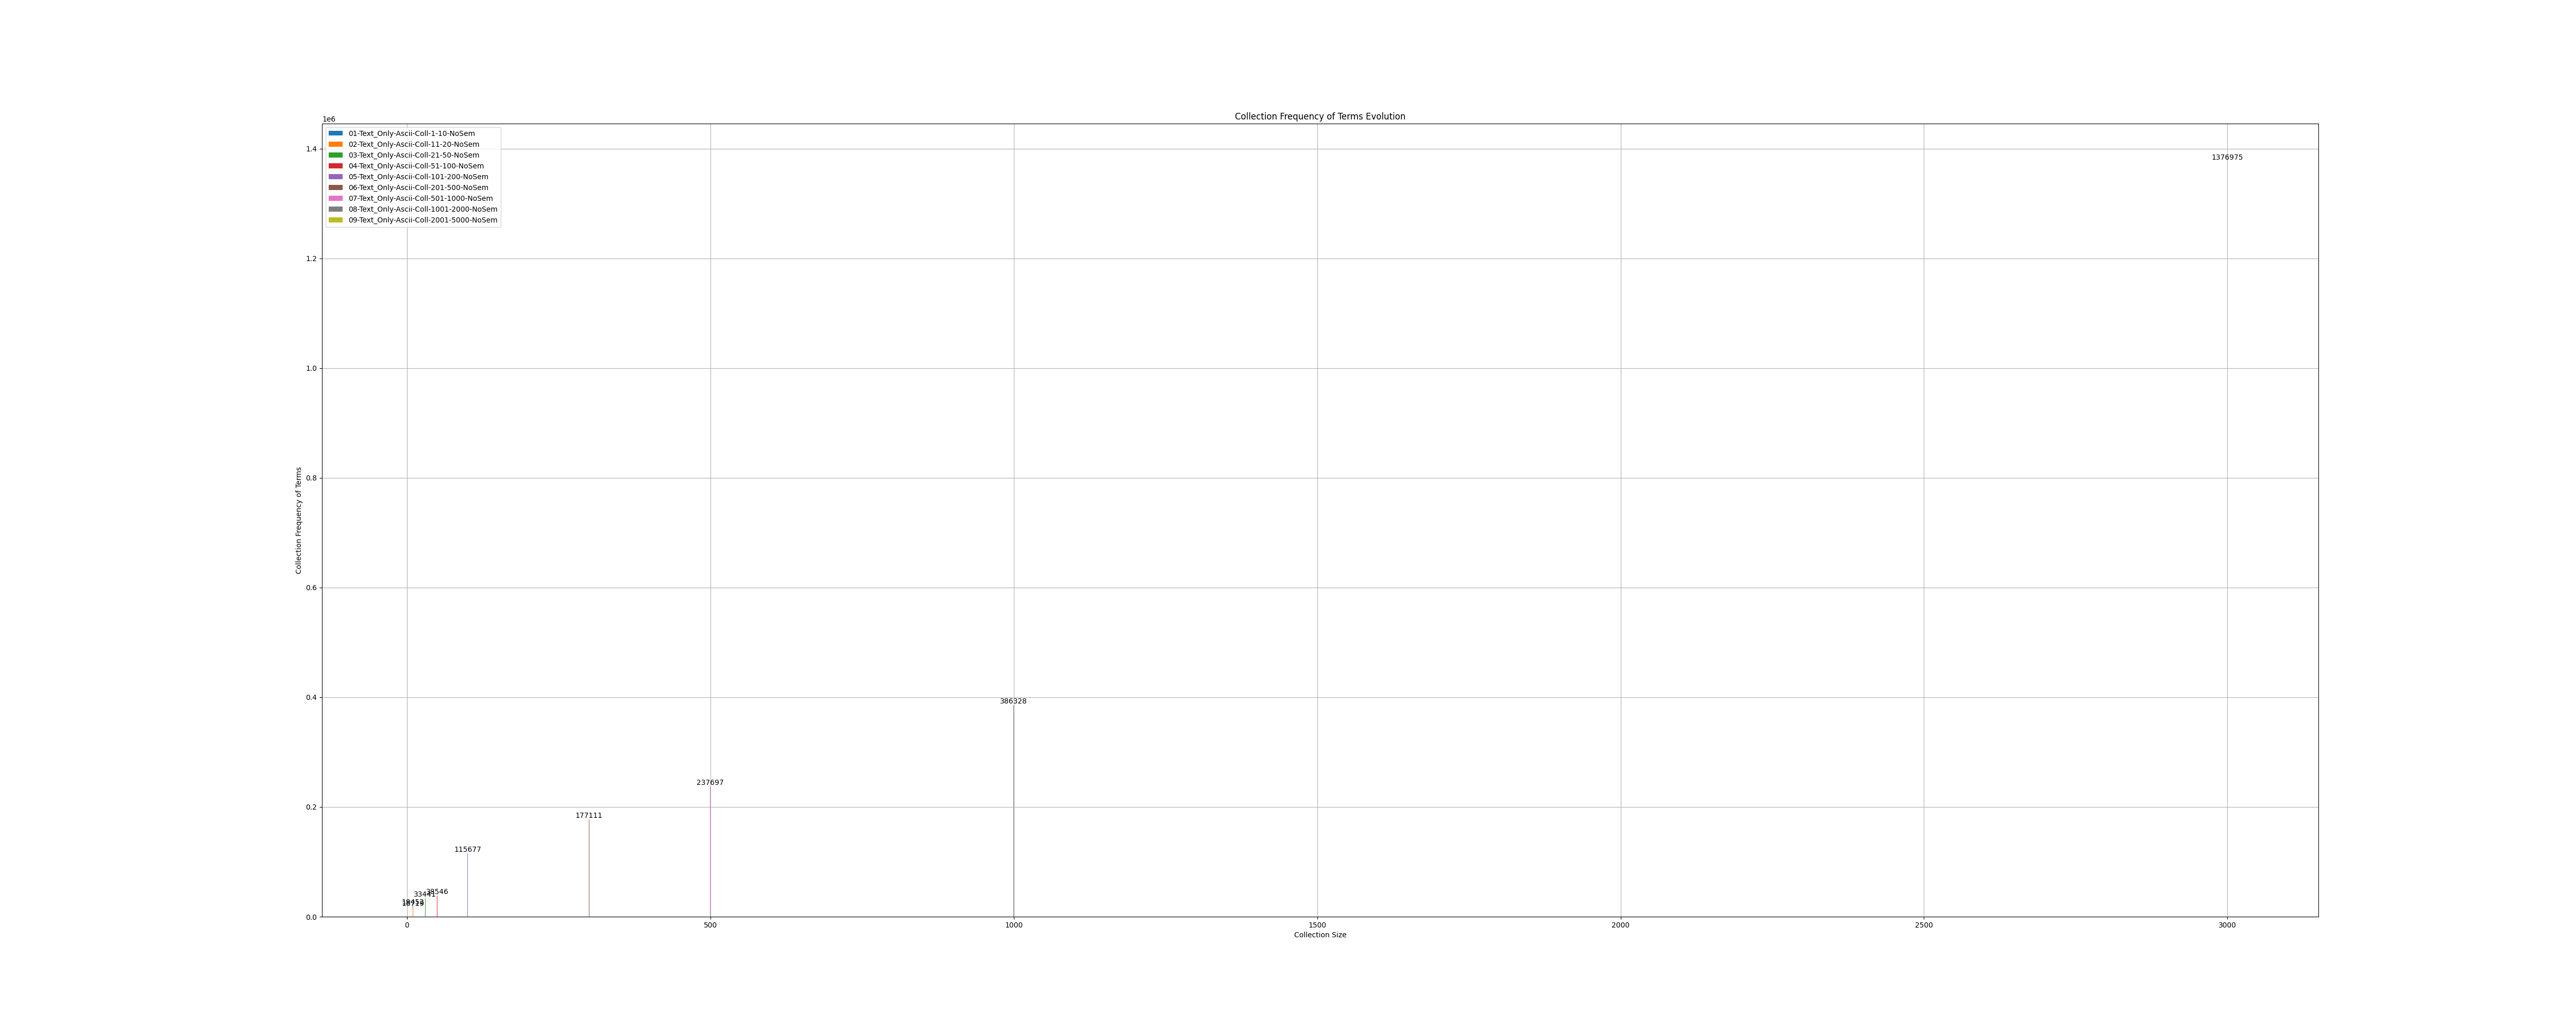 Collection Frequency of Terms Evolution
1e6
01-Text_Only-Ascii-Coll-1-10-NoSem
02-Text_Only-Ascii-Coll-11-20-NoSem
03-Text_Only-Ascii-Coll-21-50-NoSem
04-Text_Only-Ascii-Coll-51-100-NoSem
05-Text_Only-Ascii-Coll-101-200-NoSem
06-Text_Only-Ascii-Coll-201-500-NoSem
07-Text_Only-Ascii-Coll-501-1000-NoSem
08-Text_Only-Ascii-Coll-1001-2000-NoSem
09-Text_Only-Ascii-Coll-2001-5000-NoSem
1.4
1.2
1.0
0.8
0.6
0.4
0.2
0.0
Collection Frequency of Terms
1376975
386328
237697
177111
115677
38546
33441
0
500
1000
1500
2000
2500
3000
Collection Size